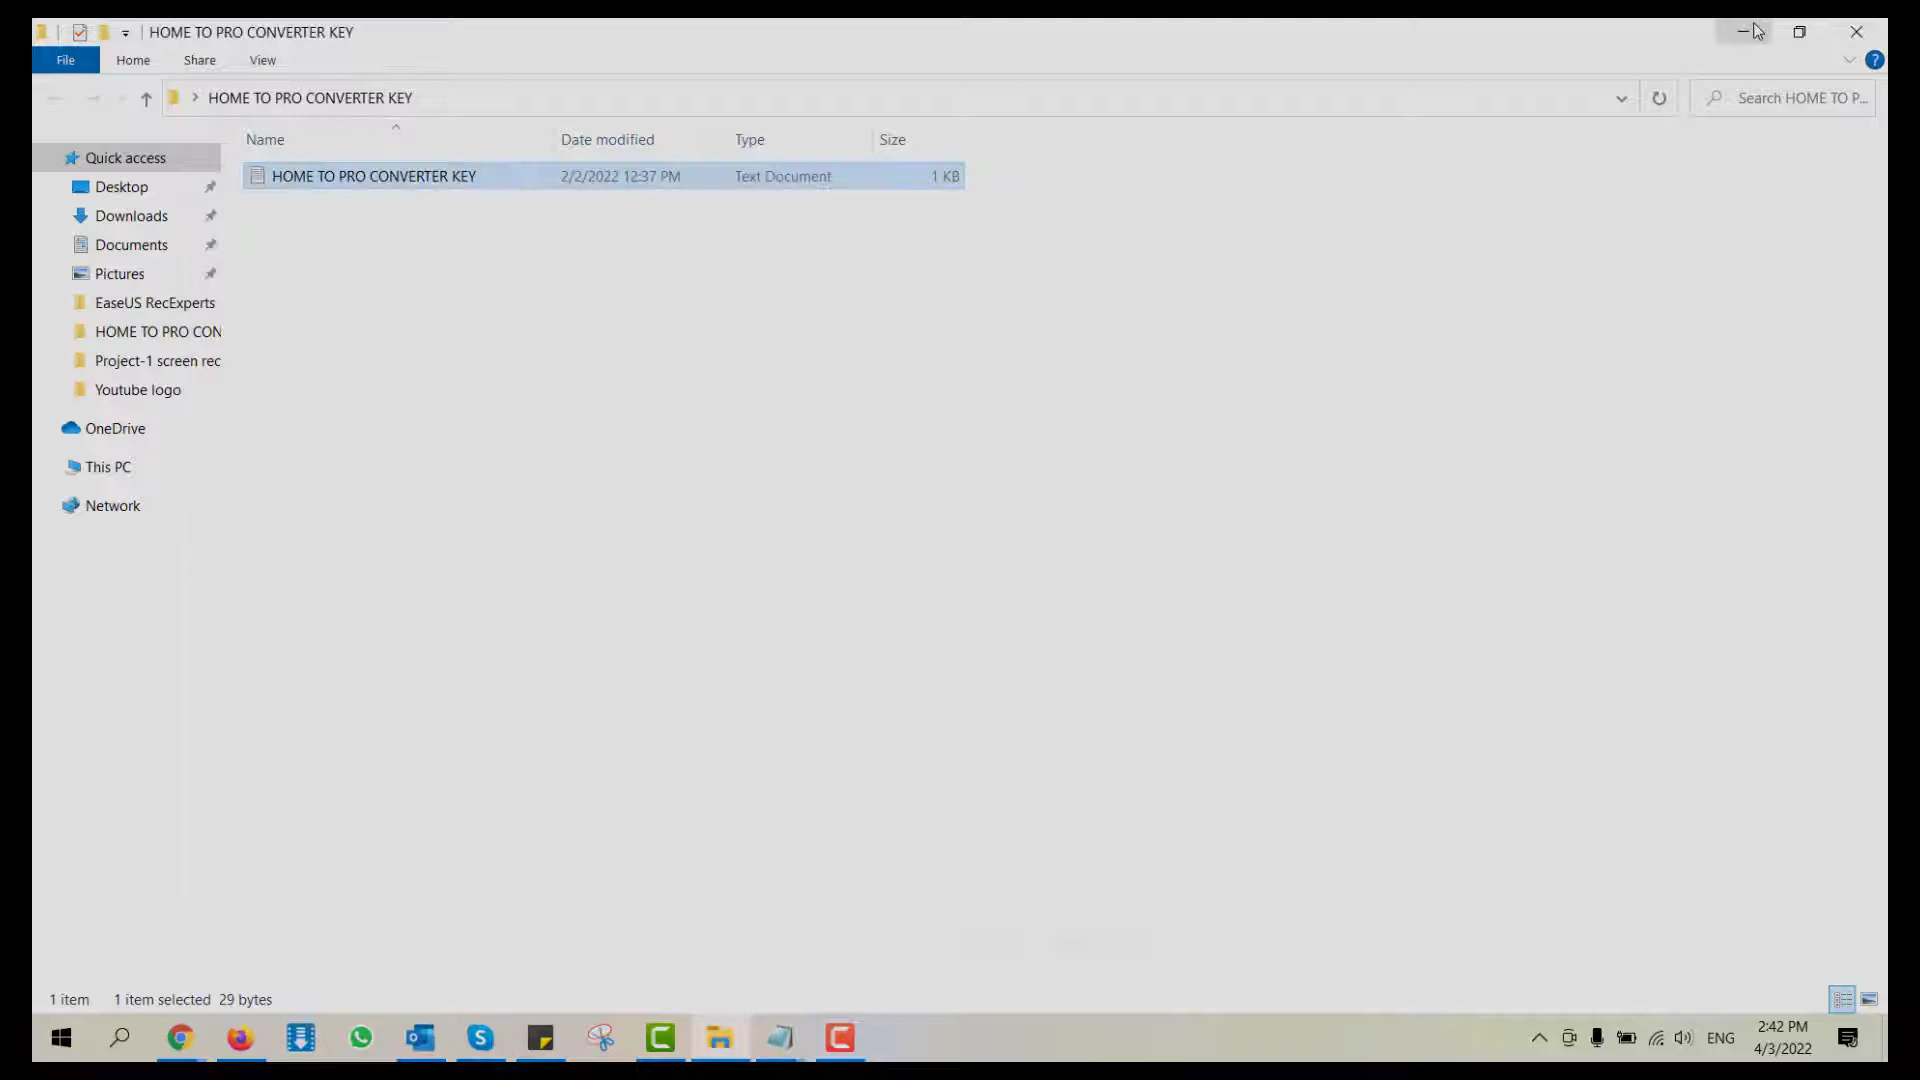 HOME TO PRO CONVERTER KEY
File Home Share View
HOME TO PRO CONVERTER KEY
Search HOME TO P...
Name Date modified Type Size
Quick access
HOME TO PRO CONVERTER KEY 2/2/2022 12:37 PM Text Document 1 KB
Desktop
Downloads
Documents
Pictures
EaseUS RecExperts
HOME TO PRO CON
Project-1 screen rec
Youtube logo
OneDrive
This PC
Network
1 item 1 item selected 29 bytes
ENG
2:42 PM
4/3/2022